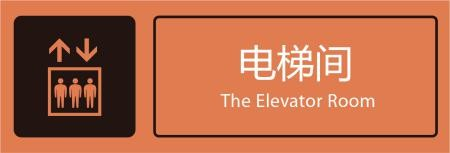 电梯间
The Elevator Room